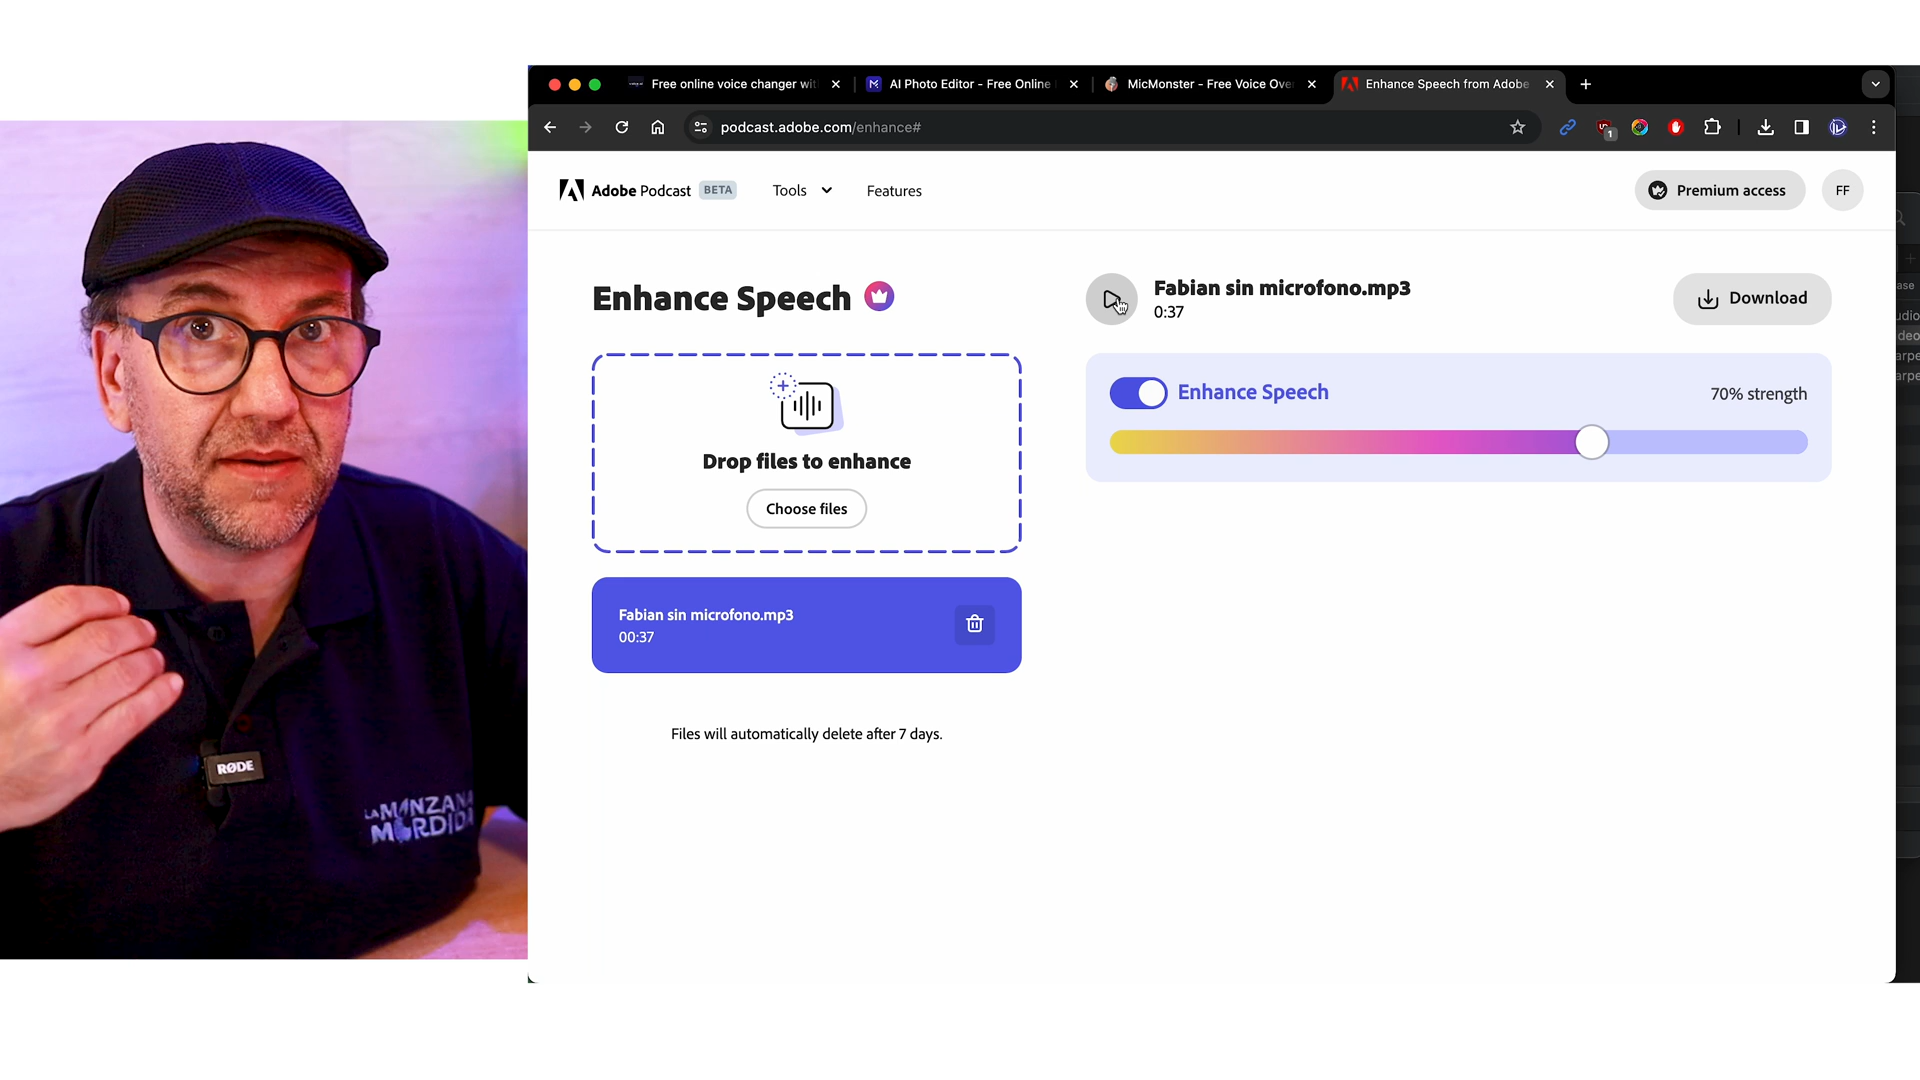 Free online voice changer wit
AI Photo Editor - Free Online
MicMonster - Free Voice Ove
Enhance Speech from Adobe
podcast.adobe.com/enhance#
1
Adobe Podcast BETA
Tools
Features
Premium access
FF
Enhance Speech
Drop files to enhance
Choose files
Fabian sin microfono.mp3
00:37
Files will automatically delete after 7 days.
Fabian sin microfono.mp3
0:37
Download
Enhance Speech
70% strength
RØDE
LA MANZANA
MORDIDA